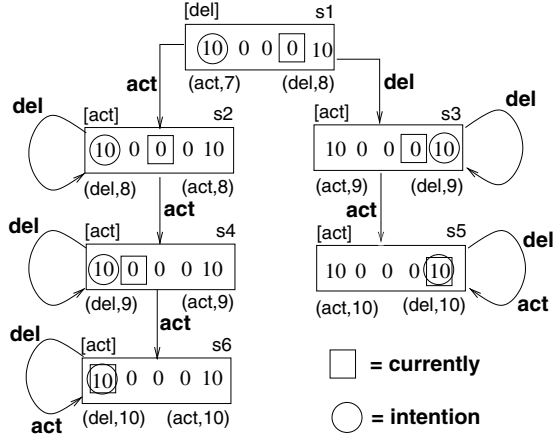 [del] s1
10 0 0 0 10
(act,7) (del,8)
act
del
del
[act] s2
10 0 0 0 10
(del,8) (act,8)
act
[act] s3
10 0 0 0 10
(act,9) (del,9)
del
act
del
[act] s4
10 0 0 0 10
(del,9) (act,9)
act
[act] s5
10 0 0 0 10
(act,10) (del,10)
del
act
del
[act] s6
10 0 0 0 10
(del,10) (act,10)
act
= currently
= intention